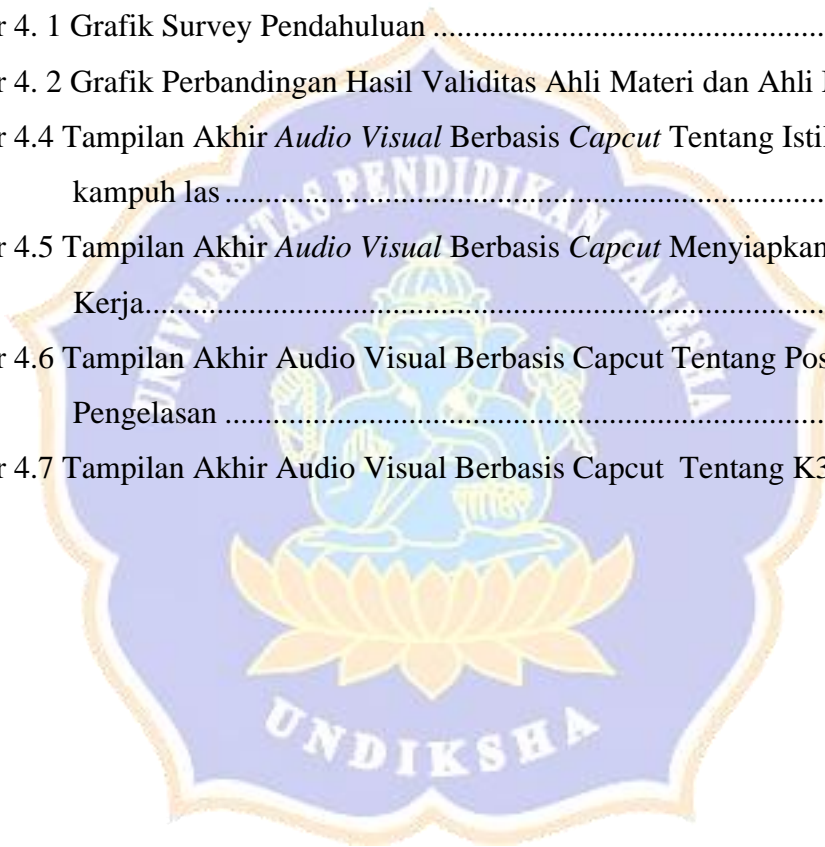 r 4. 1 Grafik Survey Pendahuluan ................................................
r 4. 2 Grafik Perbandingan Hasil Validitas Ahli Materi dan Ahli
r 4.4 Tampilan Akhir Audio Visual Berbasis Capcut Tentang
kampuh las ..........................................................................
r 4.5 Tampilan Akhir Audio Visual Berbasis Capcut Menyiapkan
Kerja....................................................................................
r 4.6 Tampilan Akhir Audio Visual Berbasis Capcut Tentang
Pengelasan ..........................................................................
r 4.7 Tampilan Akhir Audio Visual Berbasis Capcut  Tentang K3
UNIVERSITAS PENDIDIKAN GANESHA
UNDIKSHA